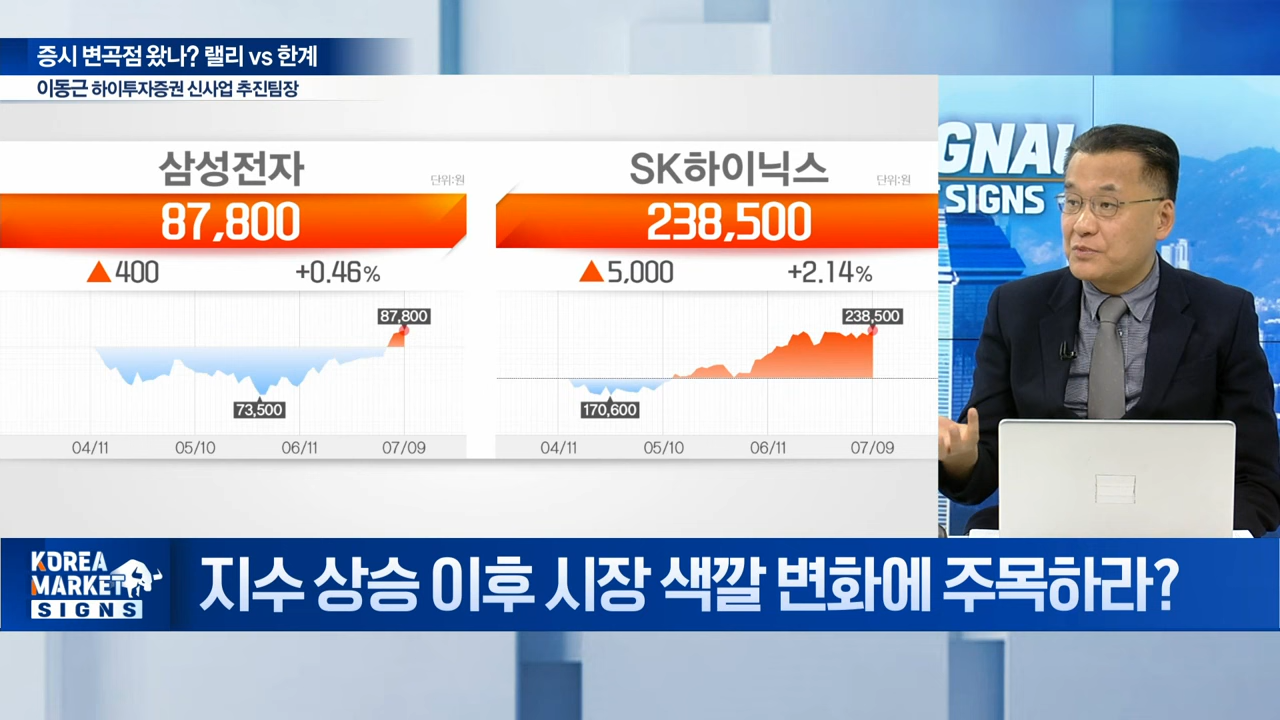 증시 변곡점 왔나? 랠리 vs 한계
이동근 하이투자증권 신사업 추진팀장
삼성전자
단위:원
87,800
▲400 +0.46%
87,800
73,500
04/11 05/10 06/11 07/09
SK하이닉스
단위:원
238,500
▲5,000 +2.14%
238,500
170,600
04/11 05/10 06/11 07/09
GNAL
SIGNS
KOREA
MARKET
SIGNS
지수 상승 이후 시장 색깔 변화에 주목하라?